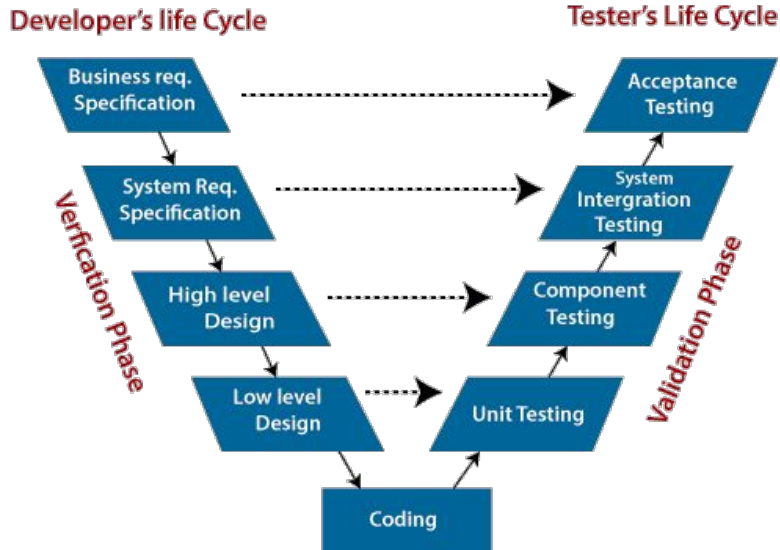 Developer's life Cycle
Tester's Life Cycle
Business req.
Specification
Acceptance
Testing
System Req.
Specification
System
Intergration
Testing
Verfication Phase
High level
Design
Component
Testing
Validation Phase
Low level
Design
Unit Testing
Coding